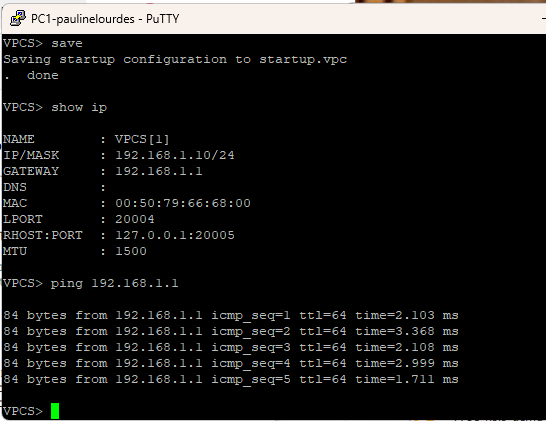 PC1-paulinelourdes - PuTTY
VPCS> save
Saving startup configuration to startup.vpc
.  done
VPCS> show ip
NAME        : VPCS[1]
IP/MASK     : 192.168.1.10/24
GATEWAY     : 192.168.1.1
DNS         :
MAC         : 00:50:79:66:68:00
LPORT       : 20004
RHOST:PORT  : 127.0.0.1:20005
MTU         : 1500
VPCS> ping 192.168.1.1
84 bytes from 192.168.1.1 icmp_seq=1 ttl=64 time=2.103 ms
84 bytes from 192.168.1.1 icmp_seq=2 ttl=64 time=3.368 ms
84 bytes from 192.168.1.1 icmp_seq=3 ttl=64 time=2.108 ms
84 bytes from 192.168.1.1 icmp_seq=4 ttl=64 time=2.999 ms
84 bytes from 192.168.1.1 icmp_seq=5 ttl=64 time=1.711 ms
VPCS>